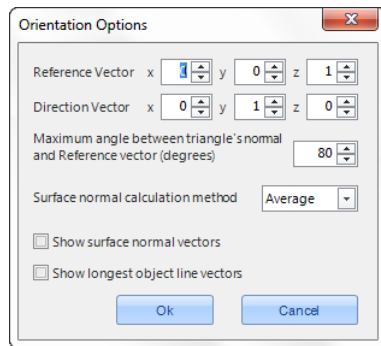 Orientation Options
Reference Vector x 0 y 0 z 1
Direction Vector x 0 y 1 z 0
Maximum angle between triangle's normal
and Reference vector (degrees) 80
Surface normal calculation method Average
Show surface normal vectors
Show longest object line vectors
Ok Cancel